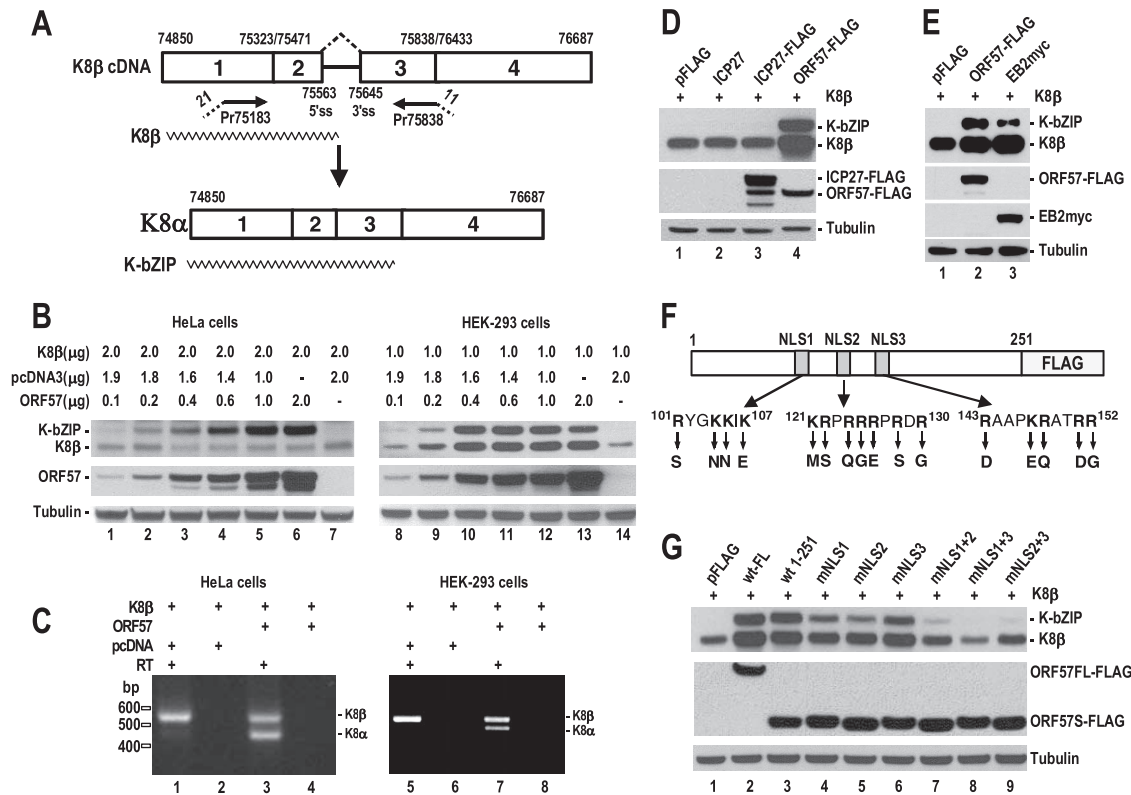 A
74850 75323/75471 75838/76433 76687
K8β cDNA 1 2 3 4
75563 75645
5'ss 3'ss
21 Pr75183 Pr75838 11
K8β
74850 76687
K8α 1 2 3 4
K-bZIP
B
HeLa cells HEK-293 cells
K8β(μg) 2.0 2.0 2.0 2.0 2.0 2.0 2.0 1.0 1.0 1.0 1.0 1.0 1.0 1.0
pcDNA3(μg) 1.9 1.8 1.6 1.4 1.0 - 2.0 1.9 1.8 1.6 1.4 1.0 - 2.0
ORF57(μg) 0.1 0.2 0.4 0.6 1.0 2.0 - 0.1 0.2 0.4 0.6 1.0 2.0 -
K-bZIP -
K8β -
ORF57
Tubulin -
1 2 3 4 5 6 7 8 9 10 11 12 13 14
C
HeLa cells HEK-293 cells
K8β + + + + + + + +
ORF57 + + + +
pcDNA + + + +
RT + + + +
bp
600
500
400
- K8β
- K8α
- K8β
- K8α
1 2 3 4 5 6 7 8
D
pFLAG ICP27 ICP27-FLAG ORF57-FLAG
+ + + + K8β
- K-bZIP
- K8β
- ICP27-FLAG
- ORF57-FLAG
- Tubulin
1 2 3 4
E
pFLAG ORF57-FLAG EB2myc
+ + + K8β
- K-bZIP
- K8β
- ORF57-FLAG
- EB2myc
- Tubulin
1 2 3
F
1 NLS1 NLS2 NLS3 251
FLAG
101 RYGKKIK 107 121 KRPRRRPRDR 130 143 RAAPKRATRR 152
S NN E MS QGE S G D EQ DG
G
pFLAG wt-FL wt 1-251 mNLS1 mNLS2 mNLS3 mNLS1+2 mNLS1+3 mNLS2+3
+ + + + + + + + + K8β
- K-bZIP
- K8β
ORF57FL-FLAG
ORF57S-FLAG
Tubulin
1 2 3 4 5 6 7 8 9